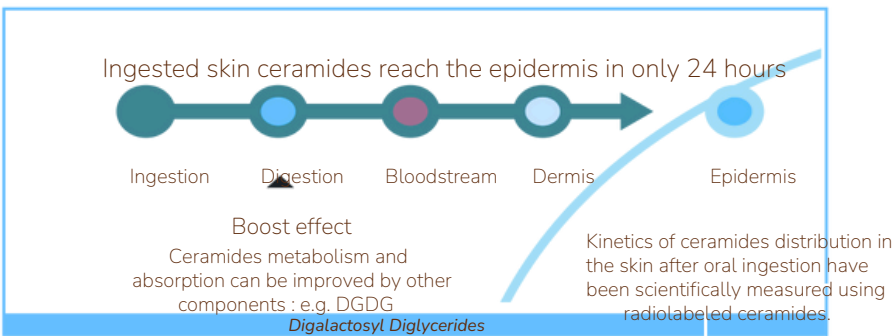 Ingested skin ceramides reach the epidermis in only 24 hours
Ingestion Digestion Bloodstream Dermis Epidermis
Boost effect
Ceramides metabolism and
absorption can be improved by other
components : e.g. DGDG
Digalactosyl Diglycerides
Kinetics of ceramides distribution in
the skin after oral ingestion have
been scientifically measured using
radiolabeled ceramides.